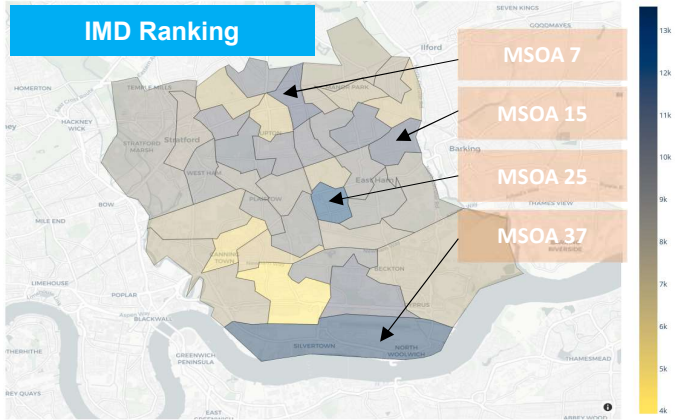 IMD Ranking
SEVEN KINGS
GOODMAYES
Ilford
MSOA 7
HOMERTON
TEMPLE MILLS
HACKNEY
WICK
MSOA 15
STRATFORD
MARSH
Stratford
Barking
WEST HAM
East Ham
MSOA 25
PLAISTOW
BOW
THAMES VIEW
MILE END
MSOA 37
RIVERSIDE
CANNING
TOWN
BECKTON
LIMEHOUSE
POPLAR
CYPRUS
BLACKWALL
SILVERTOWN
NORTH
WOOLWICH
GREENWICH
PENINSULA
THAMESMEAD
EAST
GREENWICH
ABBEY WOOD
13k
12k
11k
10k
9k
8k
7k
6k
5k
4k